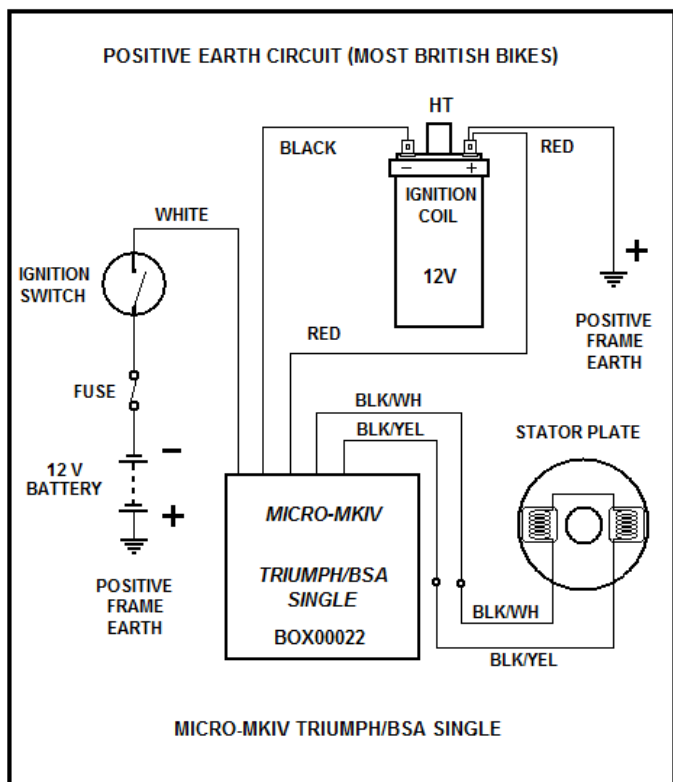 POSITIVE EARTH CIRCUIT (MOST BRITISH BIKES)
HT
BLACK
RED
− +
IGNITION
COIL
12V
WHITE
IGNITION
SWITCH
+
POSITIVE
FRAME
EARTH
RED
FUSE
BLK/WH
BLK/YEL
STATOR PLATE
−
12 V
BATTERY
+
POSITIVE
FRAME
EARTH
MICRO-MKIV
TRIUMPH/BSA
SINGLE
BOX00022
BLK/WH
BLK/YEL
MICRO-MKIV TRIUMPH/BSA SINGLE